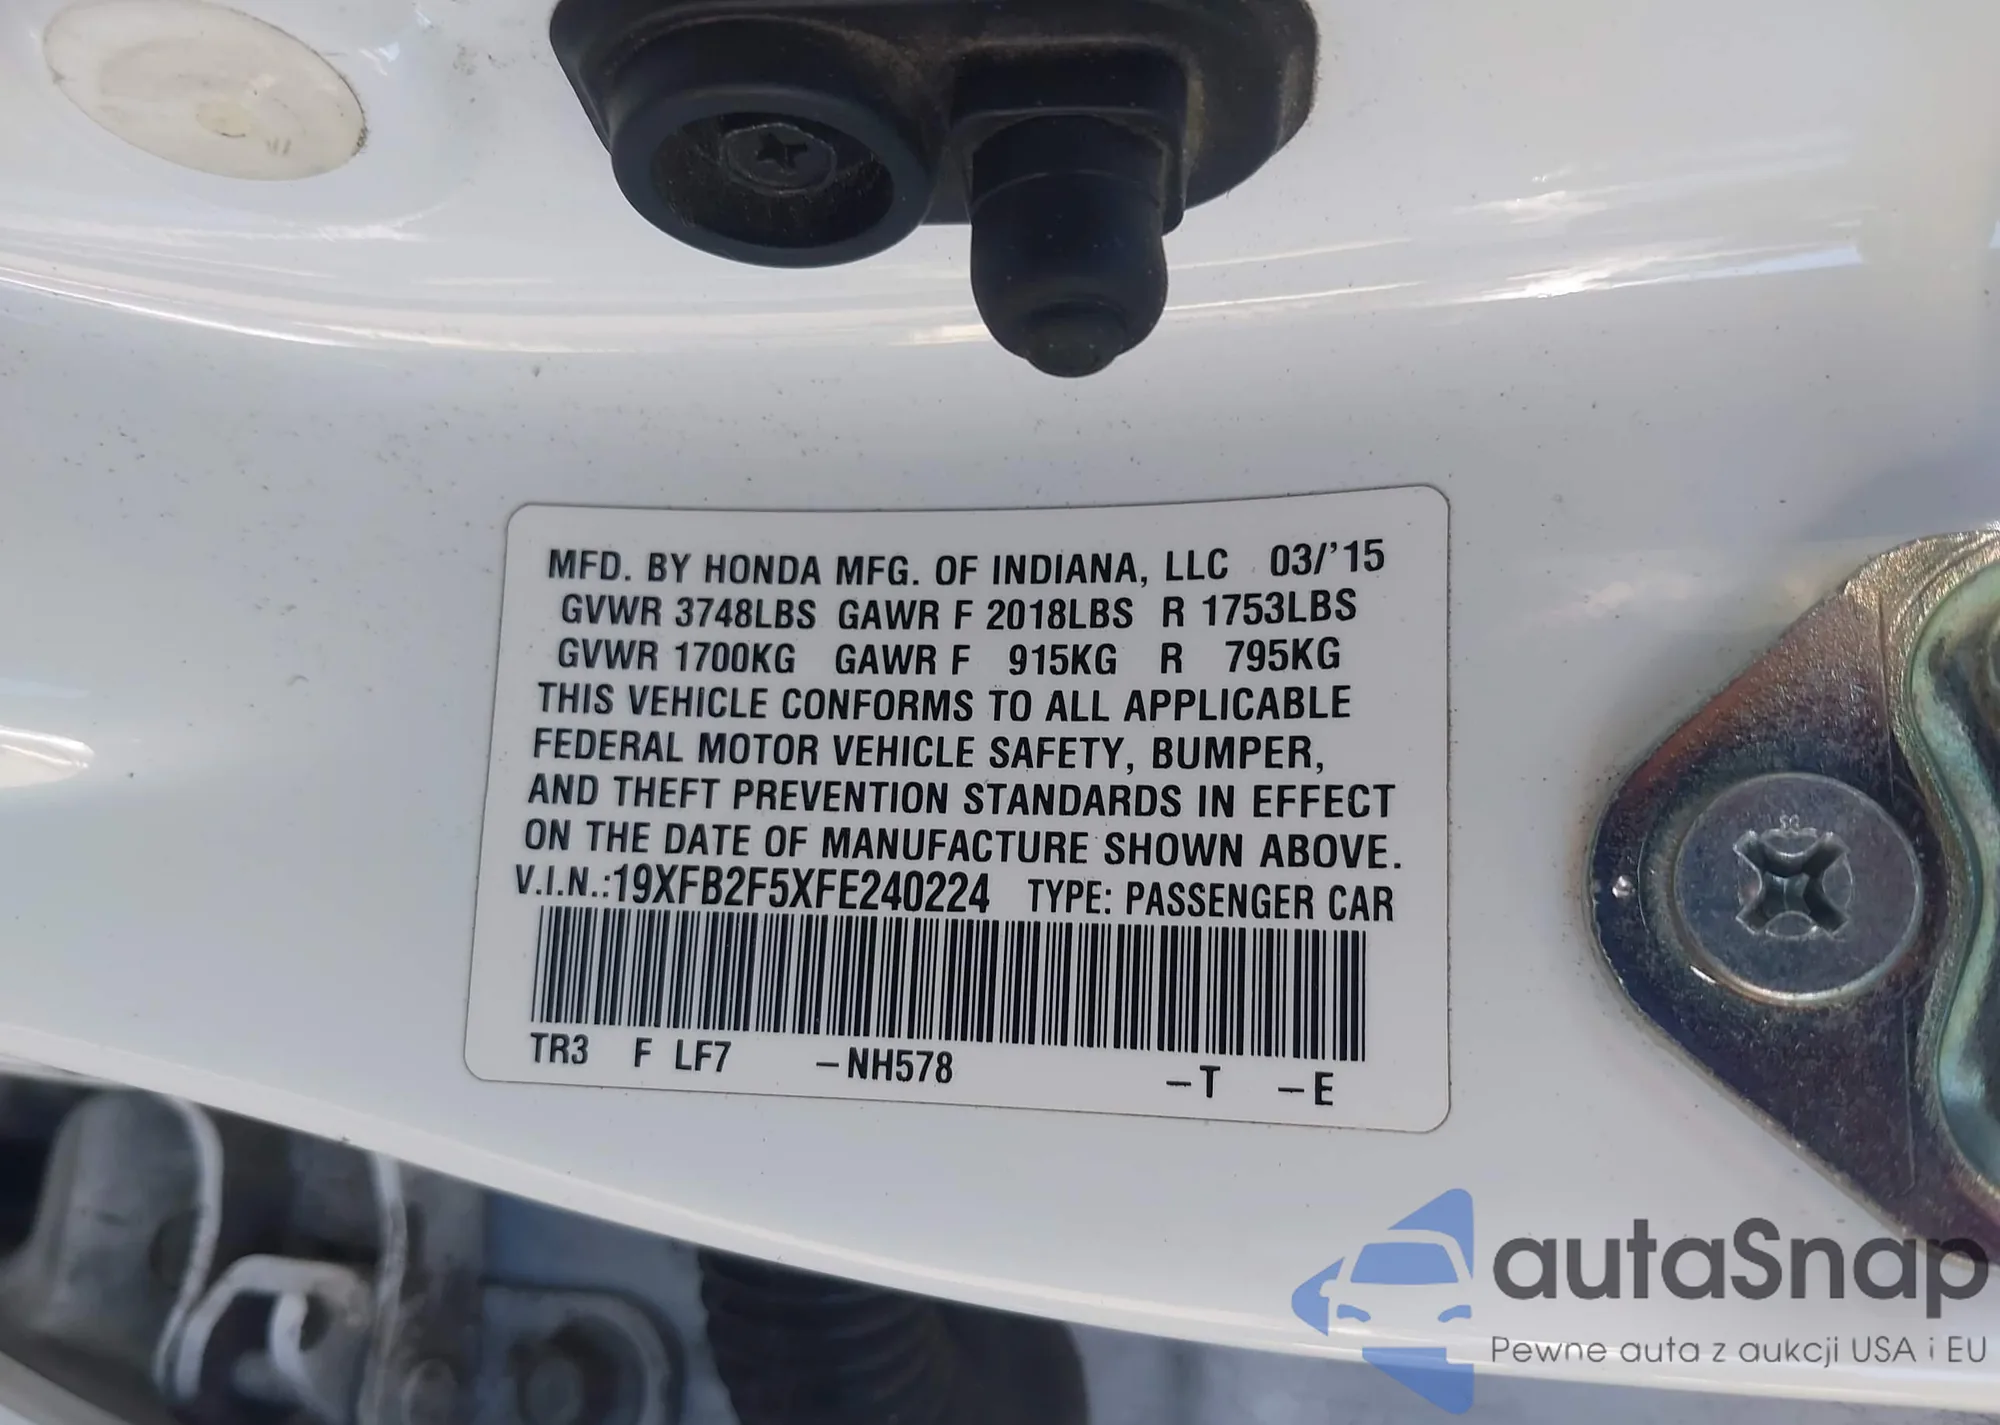 MFD. BY HONDA MFG. OF INDIANA, LLC 03/'15
GVWR 3748LBS GAWR F 2018LBS R 1753LBS
GVWR 1700KG GAWR F 915KG R 795KG
THIS VEHICLE CONFORMS TO ALL APPLICABLE
FEDERAL MOTOR VEHICLE SAFETY, BUMPER,
AND THEFT PREVENTION STANDARDS IN EFFECT
ON THE DATE OF MANUFACTURE SHOWN ABOVE.
V.I.N.:19XFB2F5XFE240224 TYPE: PASSENGER CAR
TR3 F LF7 –NH578 –T –E
autaSnap
Pewne auta z aukcji USA i EU